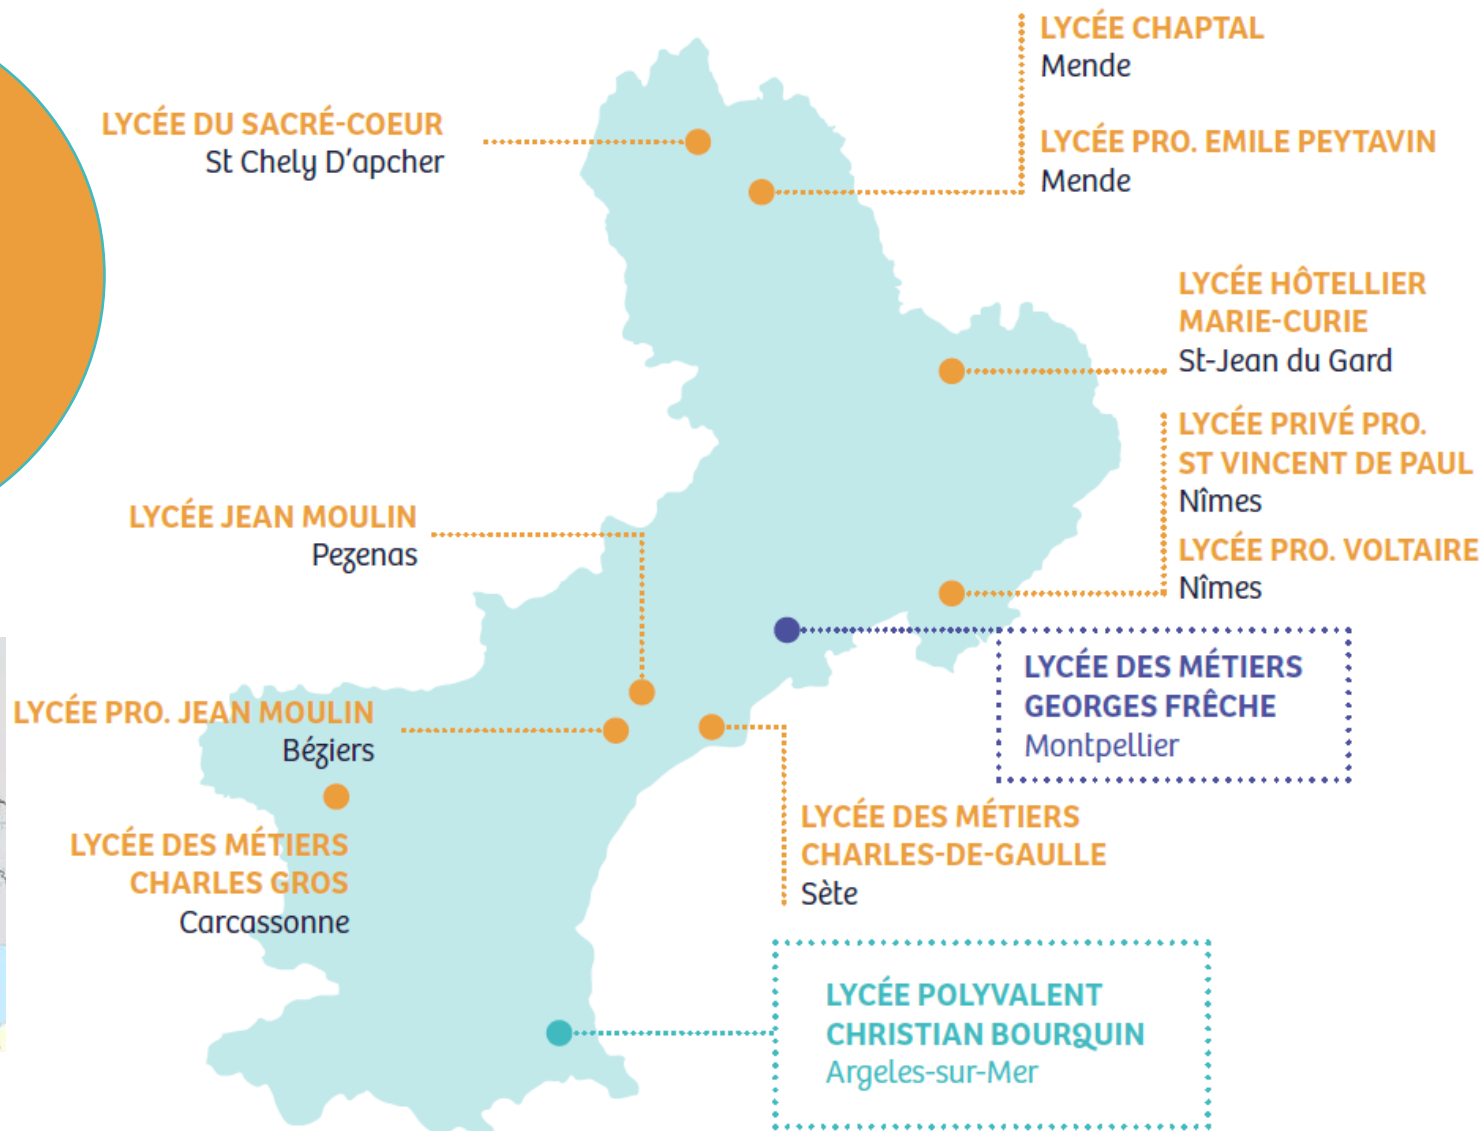 LYCÉE CHAPTAL
Mende
LYCÉE DU SACRÉ-COEUR
St Chely D'apcher
LYCÉE PRO. EMILE PEYTAVIN
Mende
LYCÉE HÔTELLIER
MARIE-CURIE
St-Jean du Gard
LYCÉE PRIVÉ PRO.
ST VINCENT DE PAUL
Nîmes
LYCÉE JEAN MOULIN
Pezenas
LYCÉE PRO. VOLTAIRE
Nîmes
LYCÉE DES MÉTIERS
GEORGES FRÊCHE
Montpellier
LYCÉE PRO. JEAN MOULIN
Béziers
LYCÉE DES MÉTIERS
CHARLES-DE-GAULLE
Sète
LYCÉE DES MÉTIERS
CHARLES GROS
Carcassonne
LYCÉE POLYVALENT
CHRISTIAN BOURQUIN
Argeles-sur-Mer